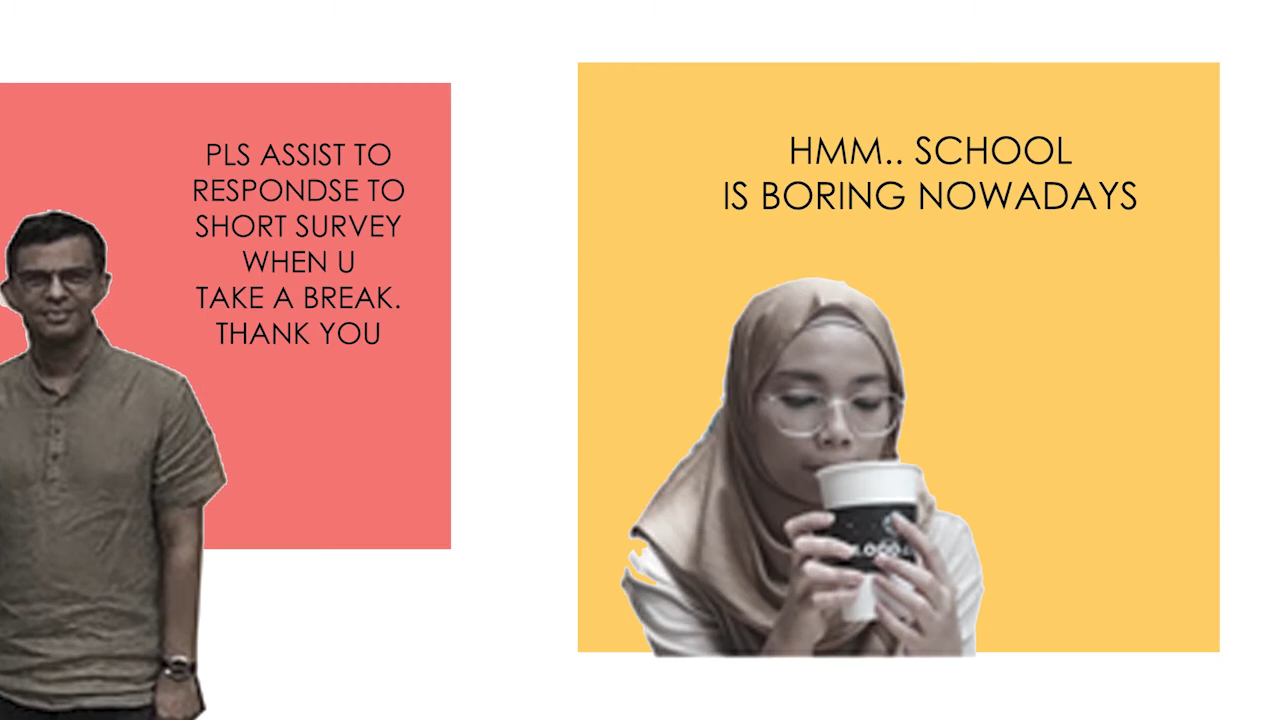 PLS ASSIST TO
RESPONDSE TO
SHORT SURVEY
WHEN U
TAKE A BREAK.
THANK YOU
HMM.. SCHOOL
IS BORING NOWADAYS